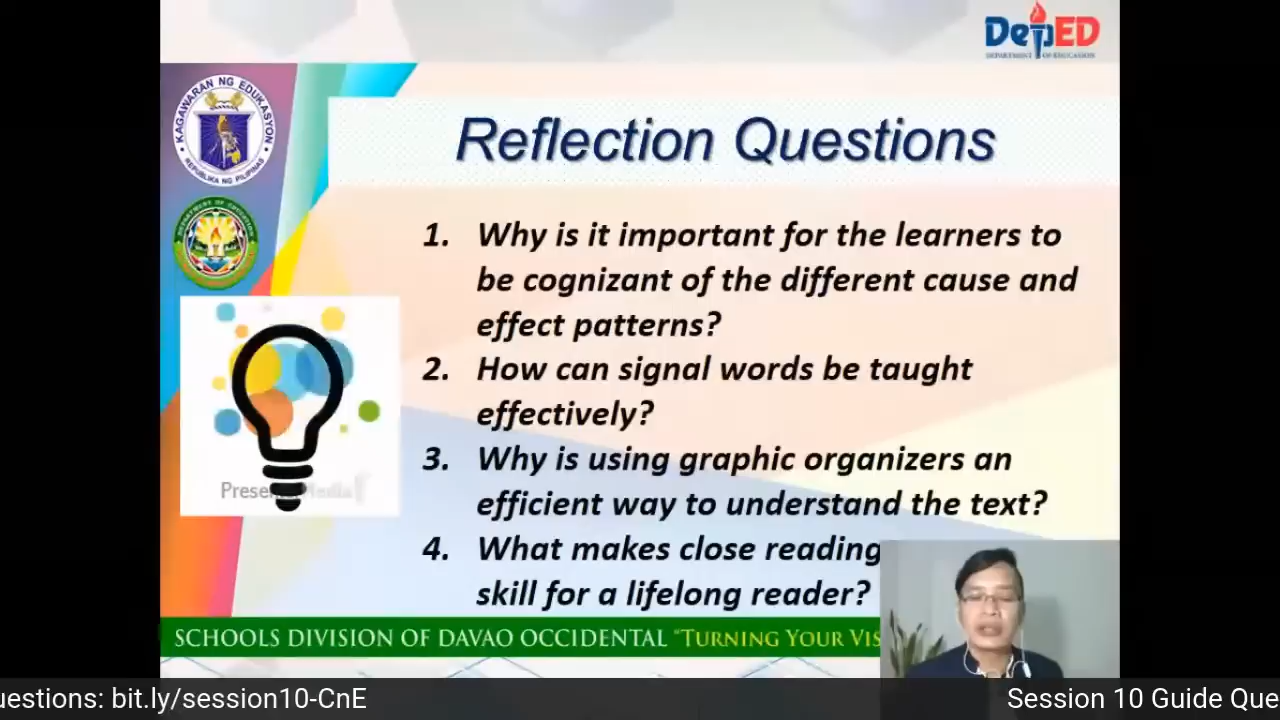 DepED
DEPARTMENT OF EDUCATION
KAGAWARAN NG EDUKASYON
REPUBLIKA NG PILIPINAS
DEPARTMENT OF EDUCATION
Reflection Questions
1. Why is it important for the learners to
be cognizant of the different cause and
effect patterns?
2. How can signal words be taught
effectively?
3. Why is using graphic organizers an
efficient way to understand the text?
4. What makes close reading
skill for a lifelong reader?
SCHOOLS DIVISION OF DAVAO OCCIDENTAL "TURNING YOUR VIS
uestions: bit.ly/session10-CnE
Session 10 Guide Que